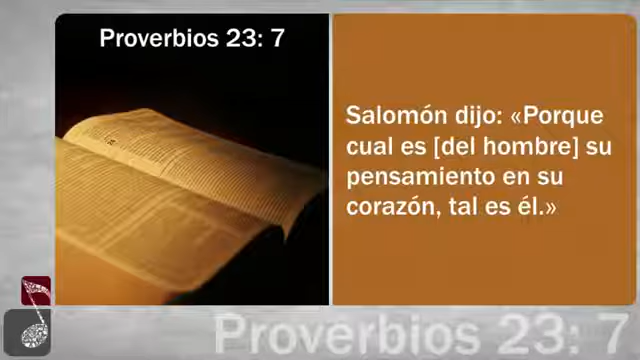 Proverbios 23: 7
Salomón dijo: «Porque
cual es [del hombre] su
pensamiento en su
corazón, tal es él.»
Proverbios 23: 7